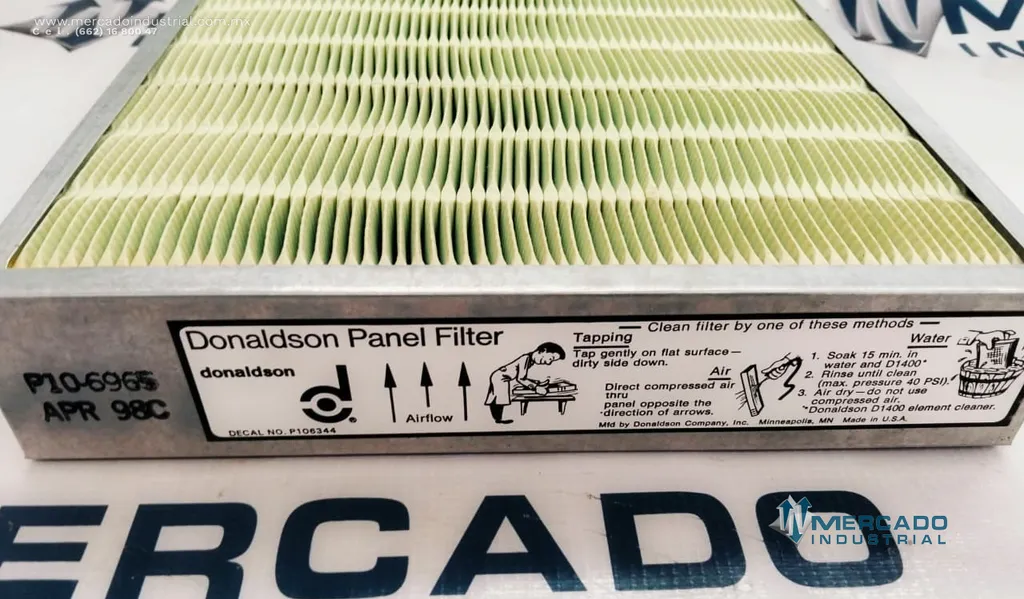 www.mercadoindustrial.com.mx
Cel. (662) 16 800 47
M
IN
Donaldson Panel Filter
donaldson
d
®
DECAL NO. P106344
Airflow
— Clean filter by one of these methods —
Tapping
Tap gently on flat surface—
dirty side down.
Air
Direct compressed air
thru
panel opposite the
direction of arrows.
Water
1. Soak 15 min. in
water and D1400*
2. Rinse until clean
(max. pressure 40 PSI).
3. Air dry—do not use
compressed air.
*Donaldson D1400 element cleaner.
Mfd by Donaldson Company, Inc. Minneapolis, MN Made in U.S.A.
P10-6965
APR 98C
ERCADO
MERCADO
INDUSTRIAL